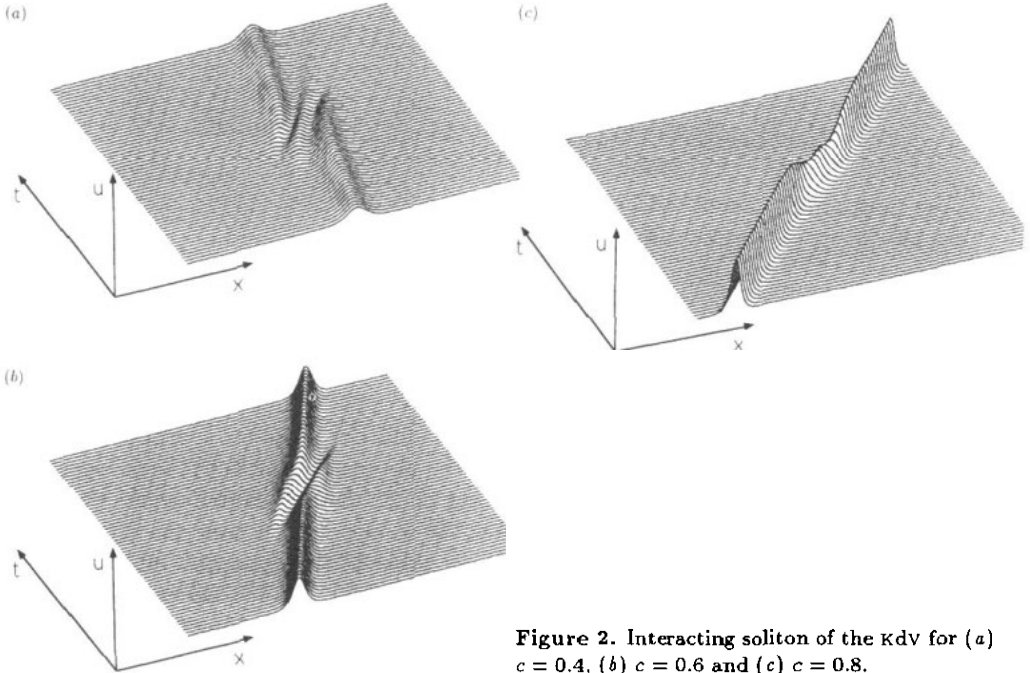 (a)
t
u
x
(c)
t
u
x
(b)
t
u
x
Figure 2. Interacting soliton of the KdV for (a)
c = 0.4, (b) c = 0.6 and (c) c = 0.8.